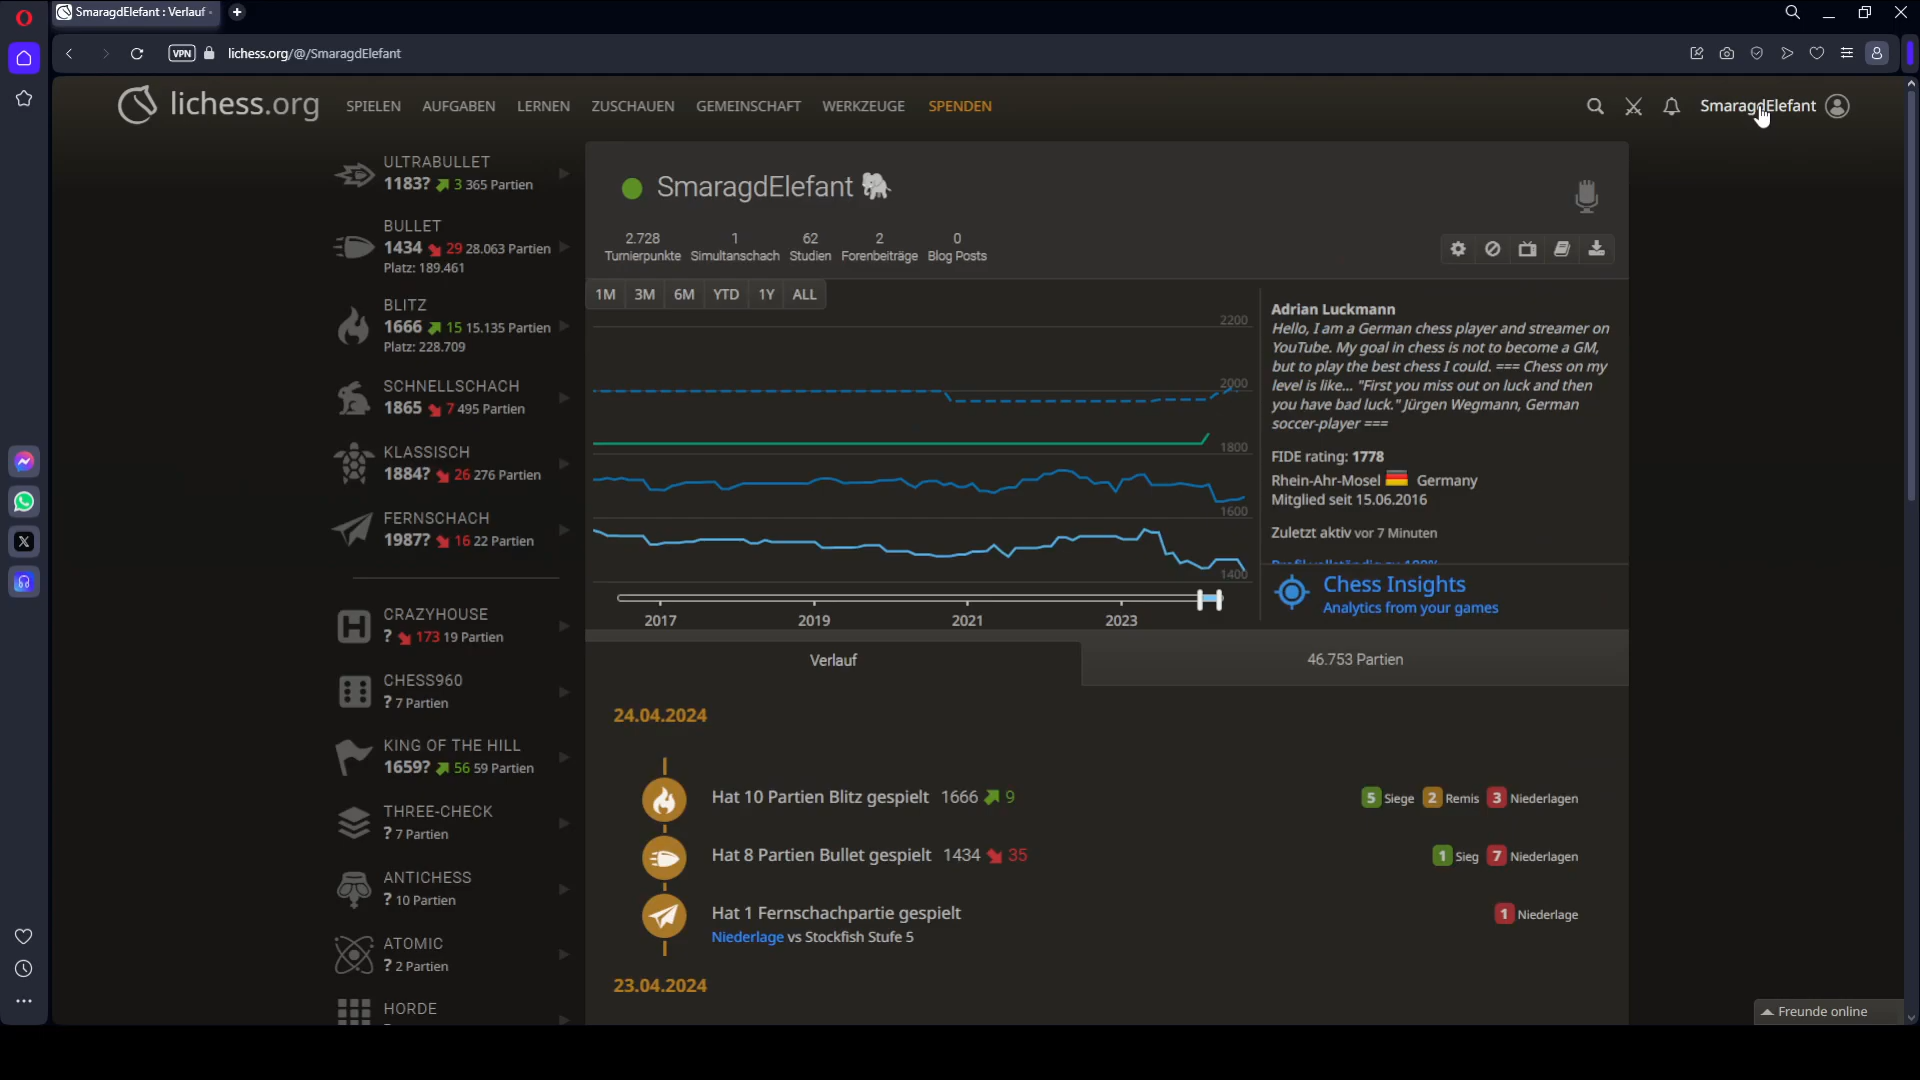 SmaragdElefant : Verlauf
VPN
lichess.org/@/SmaragdElefant
lichess.org
SPIELEN AUFGABEN LERNEN ZUSCHAUEN GEMEINSCHAFT WERKZEUGE SPENDEN
SmaragdElefant
ULTRABULLET
1183? 3 365 Partien
BULLET
1434 29 28.063 Partien
Platz: 189.461
BLITZ
1666 15 15.135 Partien
Platz: 228.709
SCHNELLSCHACH
1865 7 495 Partien
KLASSISCH
1884? 26 276 Partien
FERNSCHACH
1987? 16 22 Partien
CRAZYHOUSE
? 173 19 Partien
CHESS960
? 7 Partien
KING OF THE HILL
1659? 56 59 Partien
THREE-CHECK
? 7 Partien
ANTICHESS
? 10 Partien
ATOMIC
? 2 Partien
HORDE
SmaragdElefant
2.728 1 62 2 0
Turnierpunkte Simultanschach Studien Forenbeiträge Blog Posts
1M 3M 6M YTD 1Y ALL
2200
2000
1800
1600
1400
2017 2019 2021 2023
Adrian Luckmann
Hello, I am a German chess player and streamer on
YouTube. My goal in chess is not to become a GM,
but to play the best chess I could. === Chess on my
level is like... "First you miss out on luck and then
you have bad luck." Jürgen Wegmann, German
soccer-player ===
FIDE rating: 1778
Rhein-Ahr-Mosel Germany
Mitglied seit 15.06.2016
Zuletzt aktiv vor 7 Minuten
Chess Insights
Analytics from your games
Verlauf
46.753 Partien
24.04.2024
Hat 10 Partien Blitz gespielt 1666 9
5 Siege 2 Remis 3 Niederlagen
Hat 8 Partien Bullet gespielt 1434 35
1 Sieg 7 Niederlagen
Hat 1 Fernschachpartie gespielt
1 Niederlage
Niederlage vs Stockfish Stufe 5
23.04.2024
Freunde online